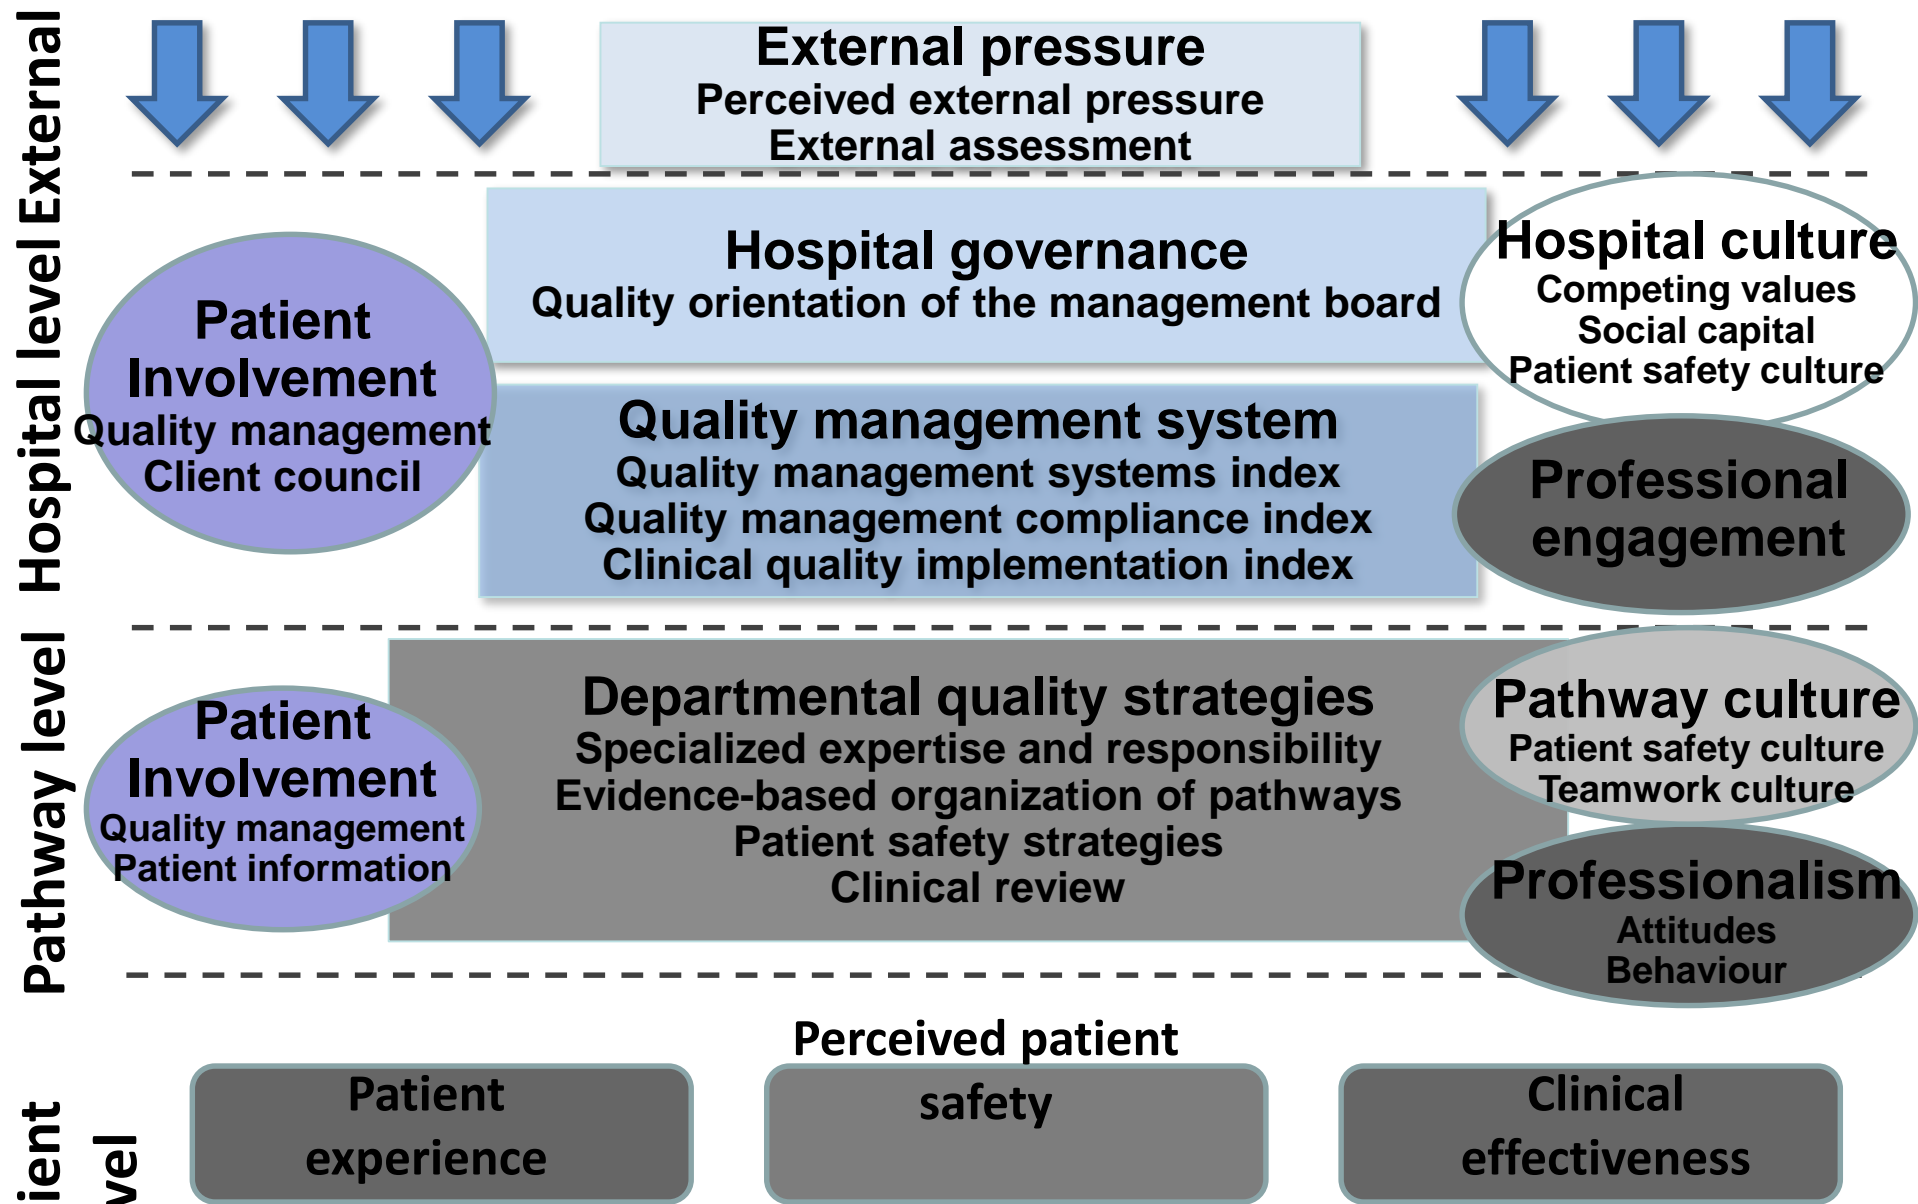 External
External pressure
Perceived external pressure
External assessment
Hospital level
Patient
Involvement
Quality management
Client council
Hospital governance
Quality orientation of the management board
Quality management system
Quality management systems index
Quality management compliance index
Clinical quality implementation index
Hospital culture
Competing values
Social capital
Patient safety culture
Professional
engagement
Pathway level
Patient
Involvement
Quality management
Patient information
Departmental quality strategies
Specialized expertise and responsibility
Evidence-based organization of pathways
Patient safety strategies
Clinical review
Pathway culture
Patient safety culture
Teamwork culture
Professionalism
Attitudes
Behaviour
Patient
experience
Perceived patient
safety
Clinical
effectiveness